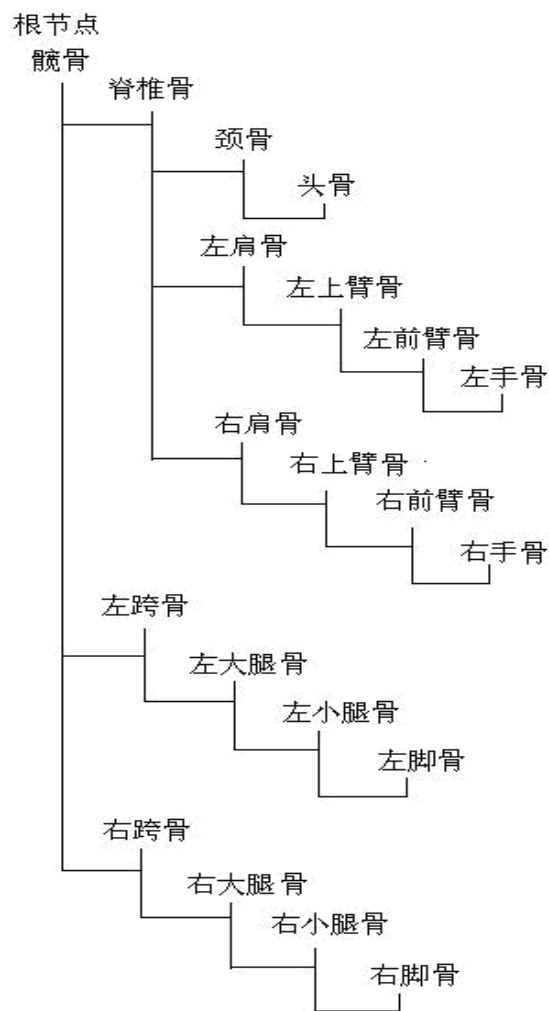 根节点
髋骨
脊椎骨
颈骨
头骨
左肩骨
左上臂骨
左前臂骨
左手骨
右肩骨
右上臂骨
右前臂骨
右手骨
左跨骨
左大腿骨
左小腿骨
左脚骨
右跨骨
右大腿骨
右小腿骨
右脚骨